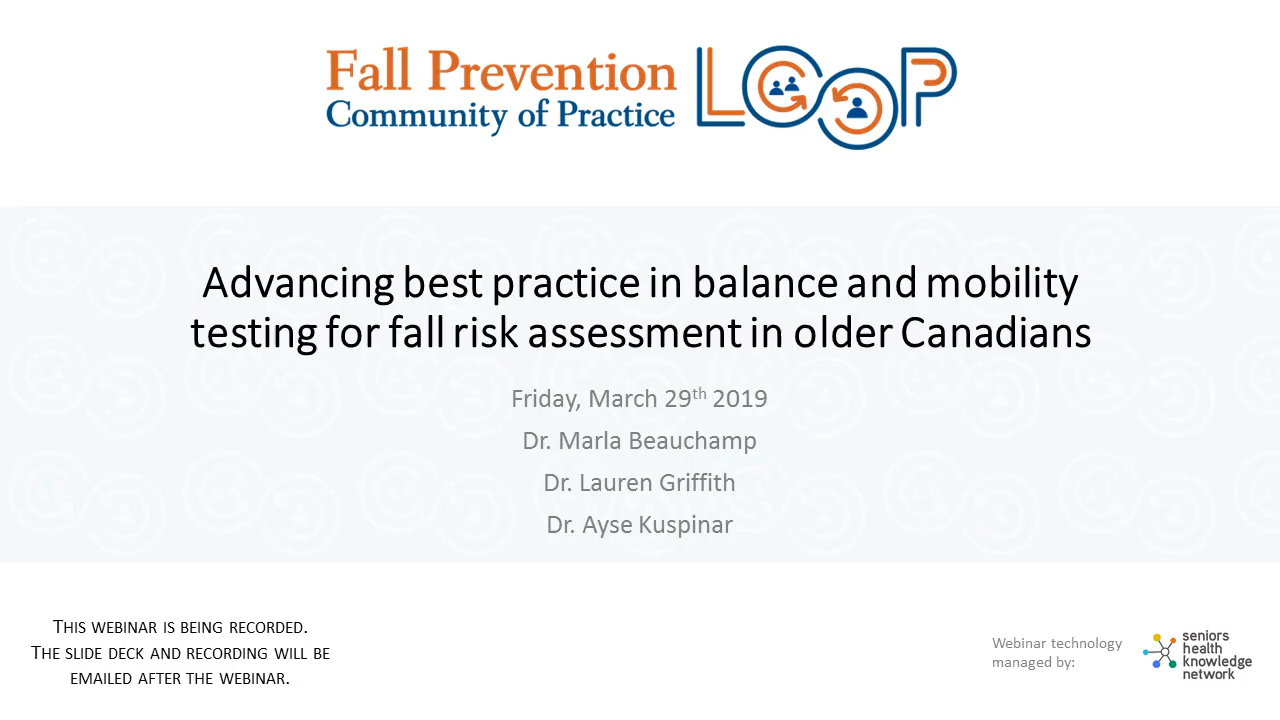 Fall Prevention
Community of Practice
LOOP
Advancing best practice in balance and mobility
testing for fall risk assessment in older Canadians
Friday, March 29th 2019
Dr. Marla Beauchamp
Dr. Lauren Griffith
Dr. Ayse Kuspinar
THIS WEBINAR IS BEING RECORDED.
THE SLIDE DECK AND RECORDING WILL BE
EMAILED AFTER THE WEBINAR.
Webinar technology
managed by:
seniors
health
knowledge
network